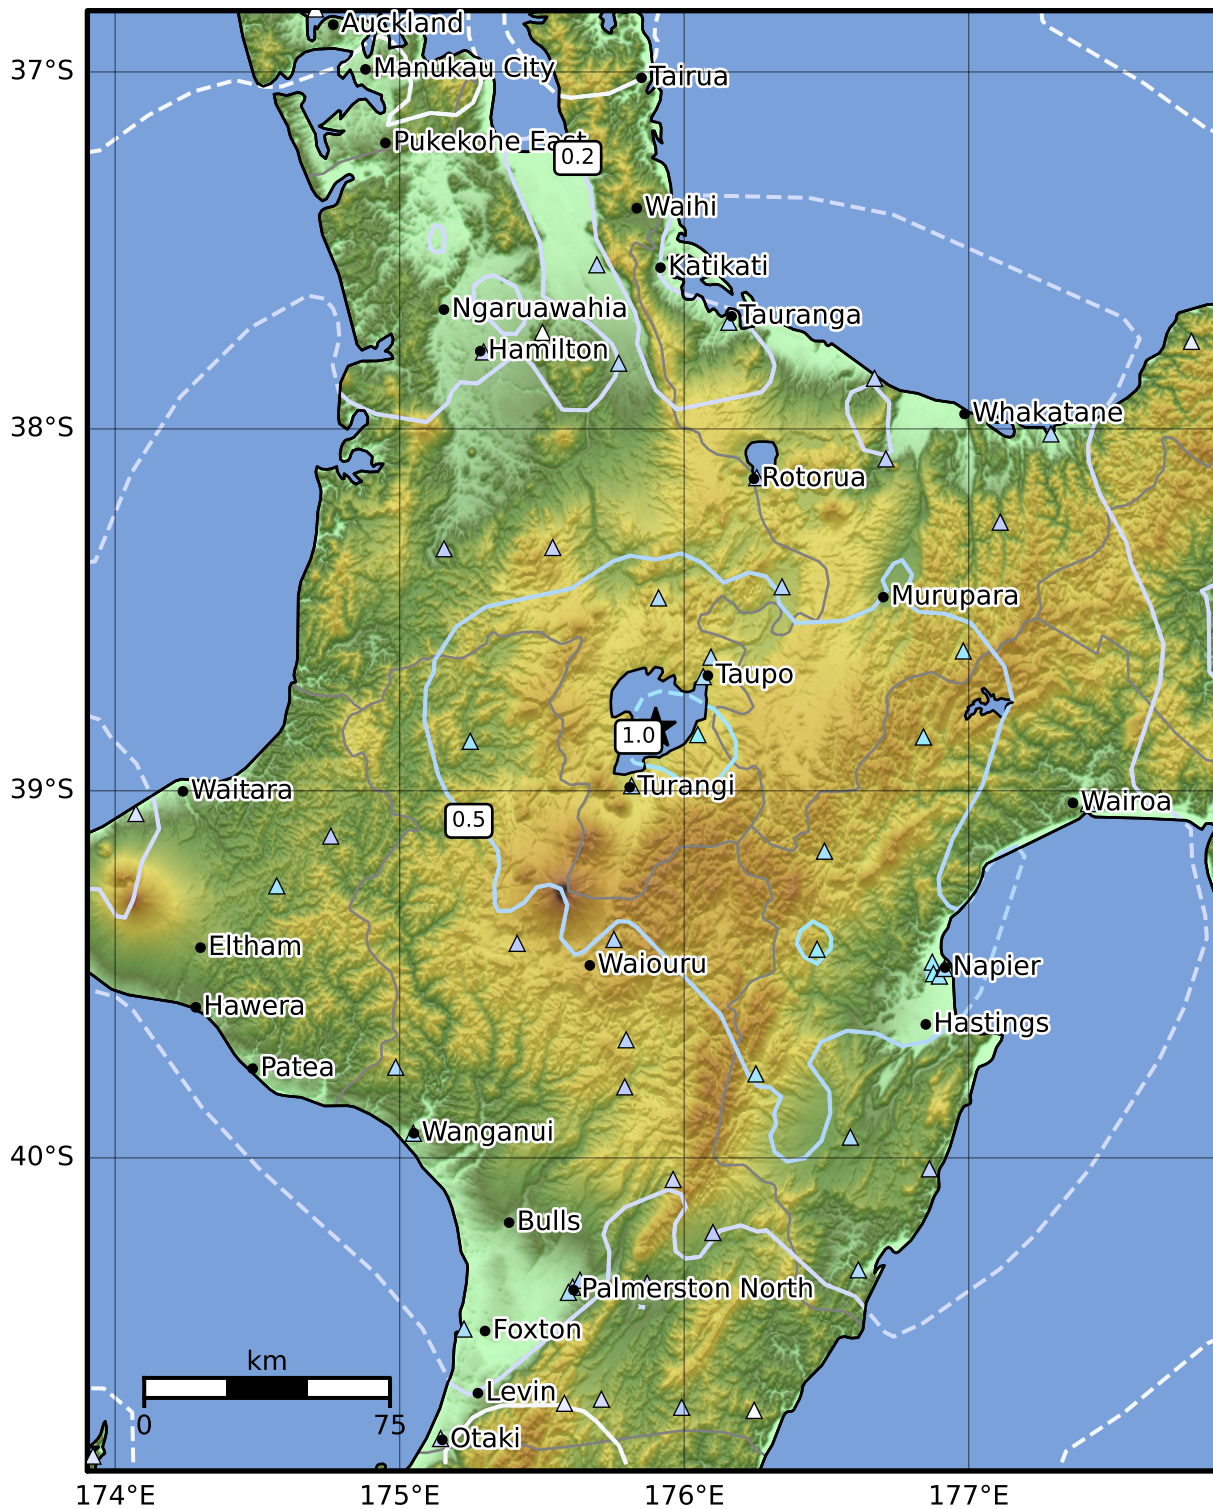 Auckland
37°S
Manukau City
Tairua
Pukekohe East
0.2
Waihi
Katikati
Ngaruawahia
Tauranga
Hamilton
38°S
Whakatane
Rotorua
Murupara
Taupo
1.0
39°S
Waitara
Turangi
Wairoa
0.5
Eltham
Waiouru
Napier
Hawera
Hastings
Patea
Wanganui
40°S
Bulls
Palmerston North
Foxton
km
Levin
0
75
Otaki
174°E
175°E
176°E
177°E